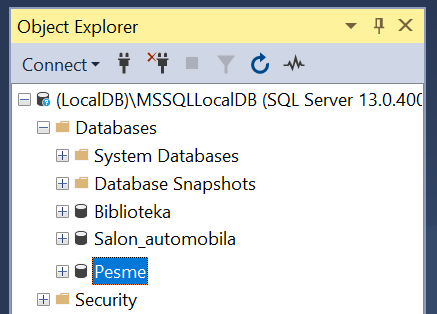 Object Explorer
Connect
(LocalDB)\MSSQLLocalDB (SQL Server 13.0.400
Databases
System Databases
Database Snapshots
Biblioteka
Salon_automobila
Pesme
Security